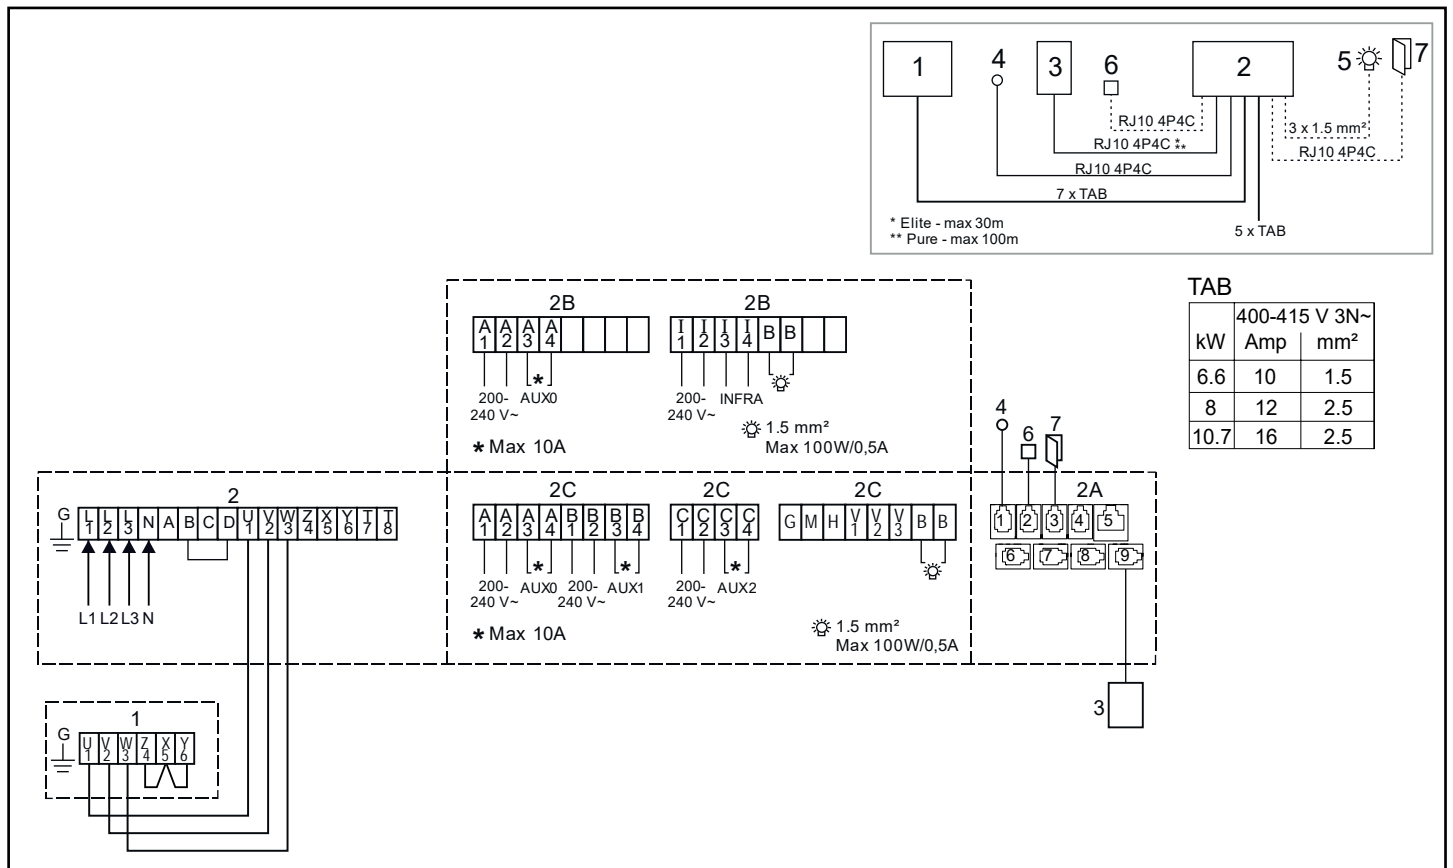 1
4
3
6
2
5
7
RJ10 4P4C
3 x 1.5 mm²
RJ10 4P4C * **
RJ10 4P4C
RJ10 4P4C
7 x TAB
* Elite - max 30m
** Pure - max 100m
5 x TAB
TAB
400-415 V 3N~
kW Amp mm²
6.6 10 1.5
8 12 2.5
10.7 16 2.5
2B
A1 A2 A3 A4
200-240 V~
* AUX0
* Max 10A
2B
I1 I2 I3 I4 B B
200-240 V~
INFRA
1.5 mm²
Max 100W/0,5A
2
G L1 L2 L3 N A B C D U1 V2 W3 Z4 X5 Y6 T7 T8
L1 L2 L3 N
2C
A1 A2 A3 A4 B1 B2 B3 B4
200-240 V~
* AUX0
200-240 V~
* AUX1
* Max 10A
2C
C1 C2 C3 C4
200-240 V~
* AUX2
2C
G M H V1 V2 V3 B B
1.5 mm²
Max 100W/0,5A
4
6
7
2A
1 2 3 4 5
6 7 8 9
3
1
G U1 V2 W3 Z4 X5 Y6